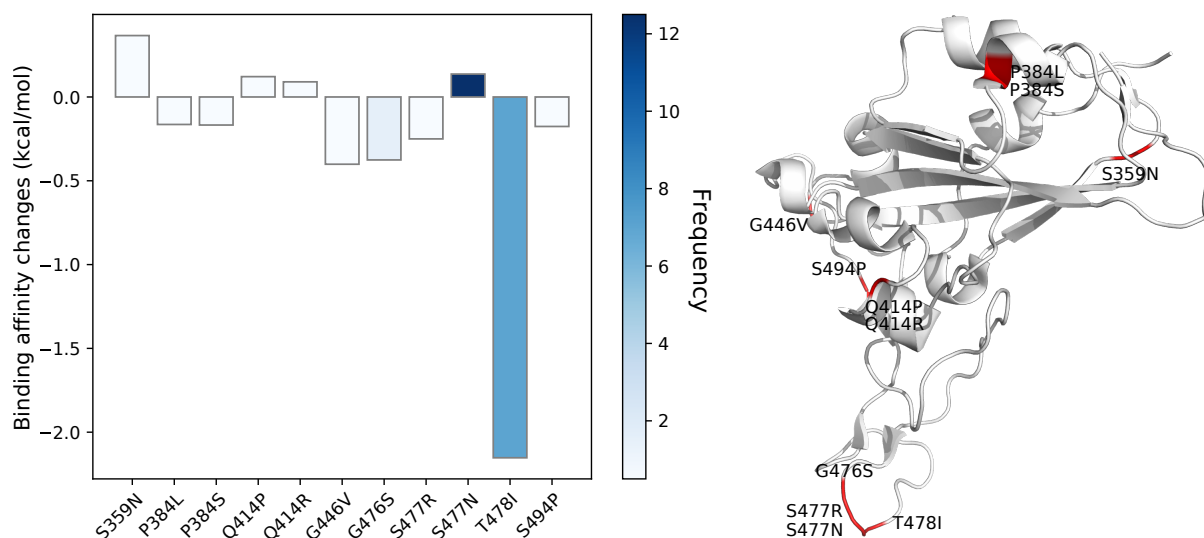 Binding affinity changes (kcal/mol)
0.0
−0.5
−1.0
−1.5
−2.0
S359N
P384L
P384S
Q414P
Q414R
G446V
G476S
S477R
S477N
T478I
S494P
12
10
8
6
4
2
Frequency
P384L
P384S
S359N
G446V
S494P
Q414P
Q414R
G476S
S477R
S477N
T478I